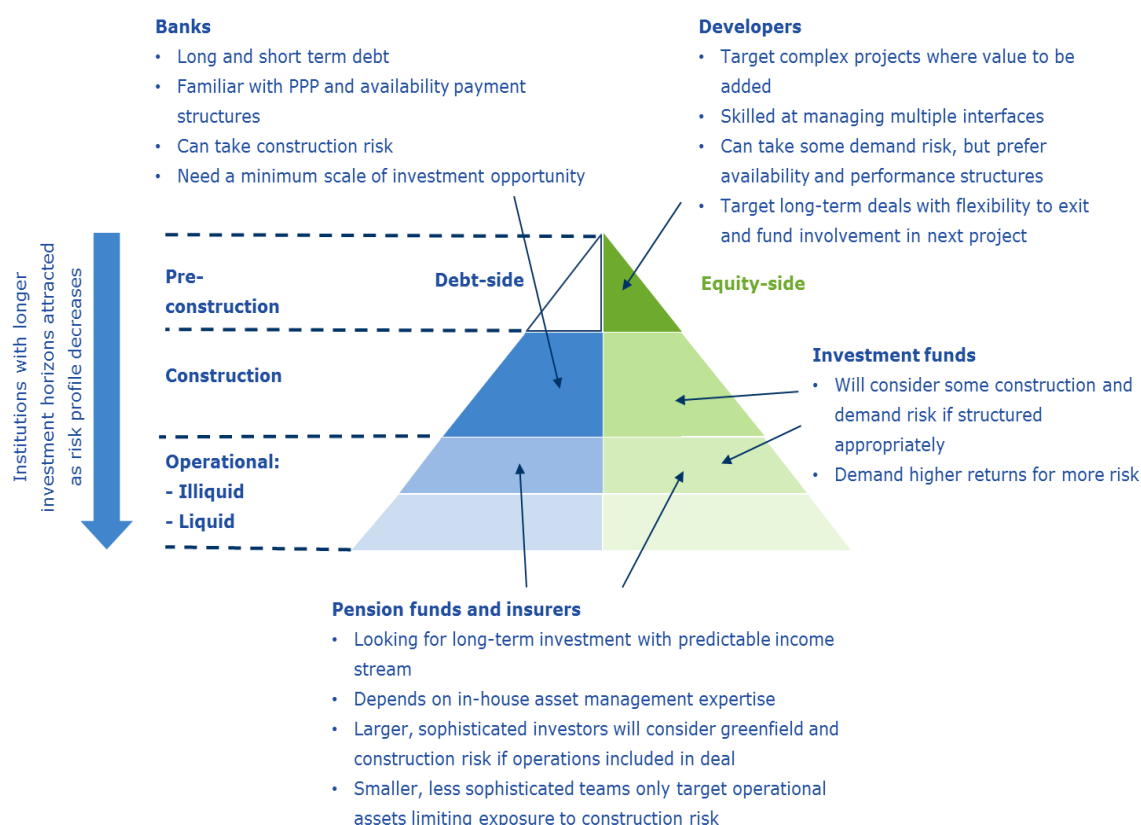 Banks
• Long and short term debt
• Familiar with PPP and availability payment
structures
• Can take construction risk
• Need a minimum scale of investment opportunity
Developers
• Target complex projects where value to be
added
• Skilled at managing multiple interfaces
• Can take some demand risk, but prefer
availability and performance structures
• Target long-term deals with flexibility to exit
and fund involvement in next project
Institutions with longer
investment horizons attracted
as risk profile decreases
Pre-
construction
Debt-side
Equity-side
Construction
Investment funds
• Will consider some construction and
demand risk if structured
appropriately
• Demand higher returns for more risk
Operational:
- Illiquid
- Liquid
Pension funds and insurers
• Looking for long-term investment with predictable income
stream
• Depends on in-house asset management expertise
• Larger, sophisticated investors will consider greenfield and
construction risk if operations included in deal
• Smaller, less sophisticated teams only target operational
assets limiting exposure to construction risk